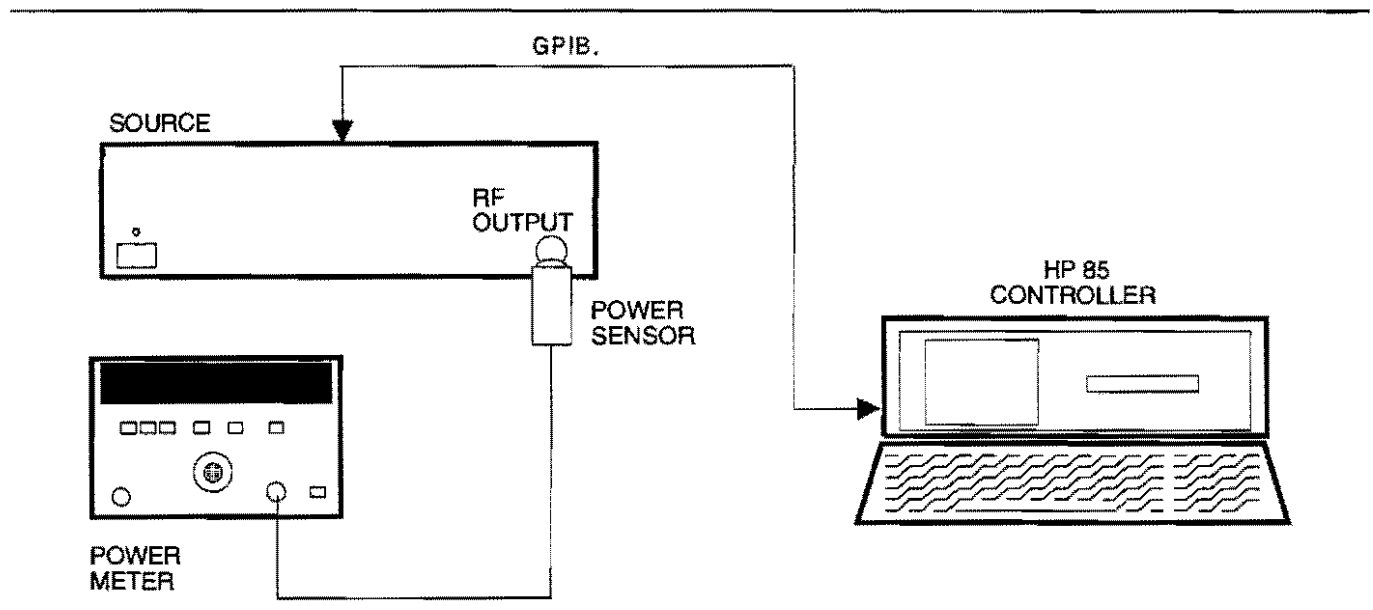 GPIB.
SOURCE
RF
OUTPUT
POWER
SENSOR
HP 85
CONTROLLER
POWER
METER